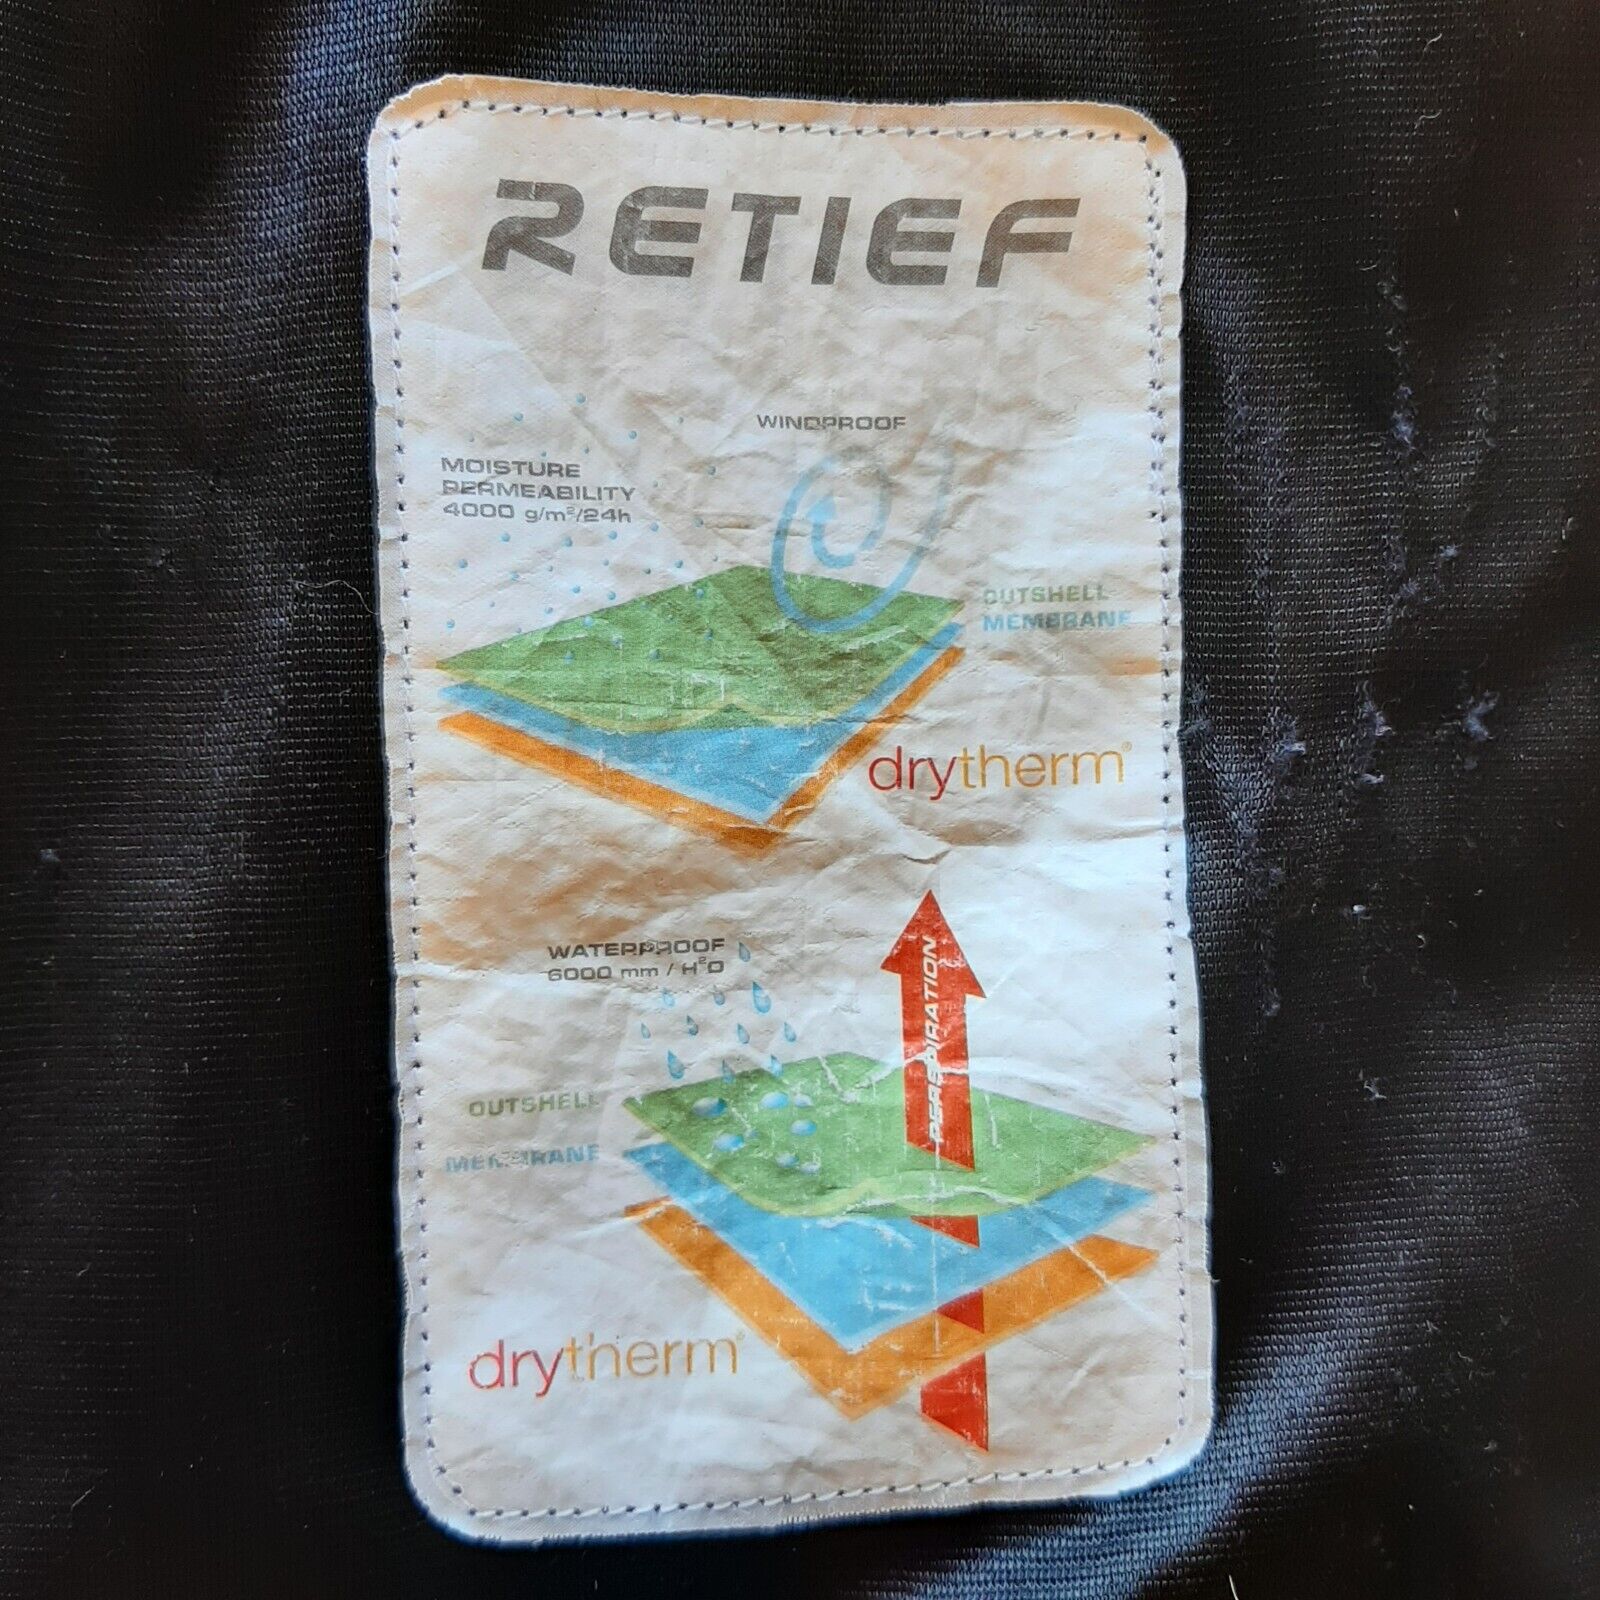 RETIEF
WINDPROOF
MOISTURE
PERMEABILITY
4000 g/m²/24h
OUTSHELL
MEMBRANE
drytherm®
WATERPROOF
6000 mm / H²O
PERSPIRATION
OUTSHELL
MEMBRANE
drytherm®